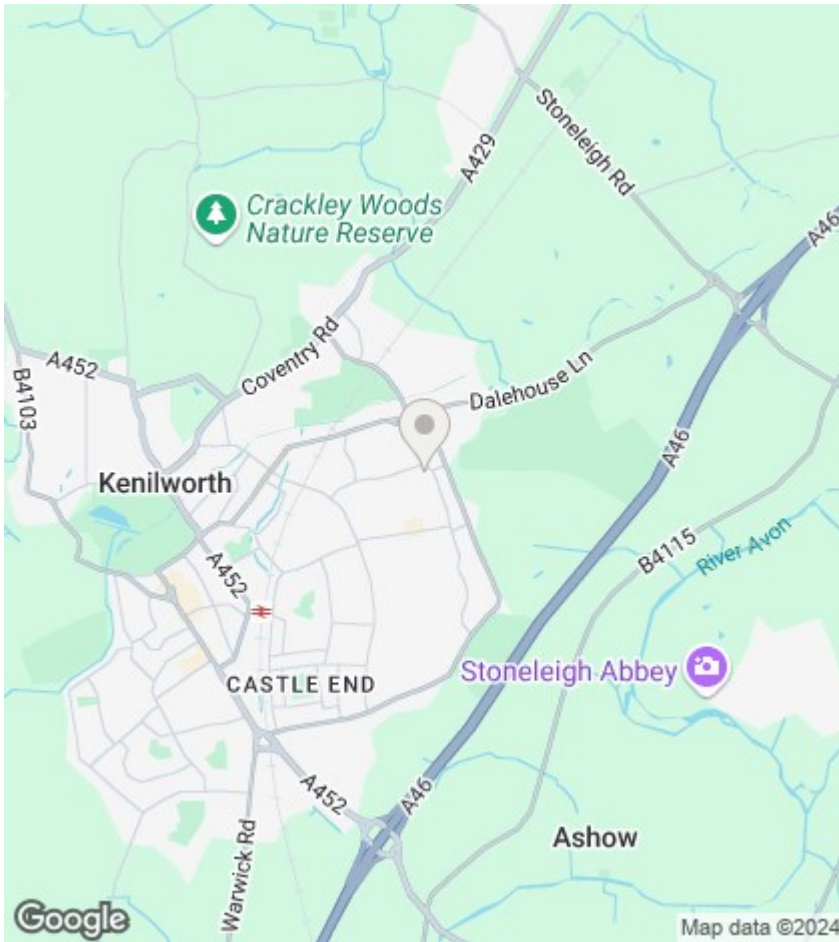 Stoneleigh Rd
A429
Crackley Woods
Nature Reserve
A46
Coventry Rd
A452
B4103
Dalehouse Ln
A46
Kenilworth
B4115
River Avon
A452
Stoneleigh Abbey
CASTLE END
A452
A46
Ashow
Warwick Rd
Google
Map data ©2024